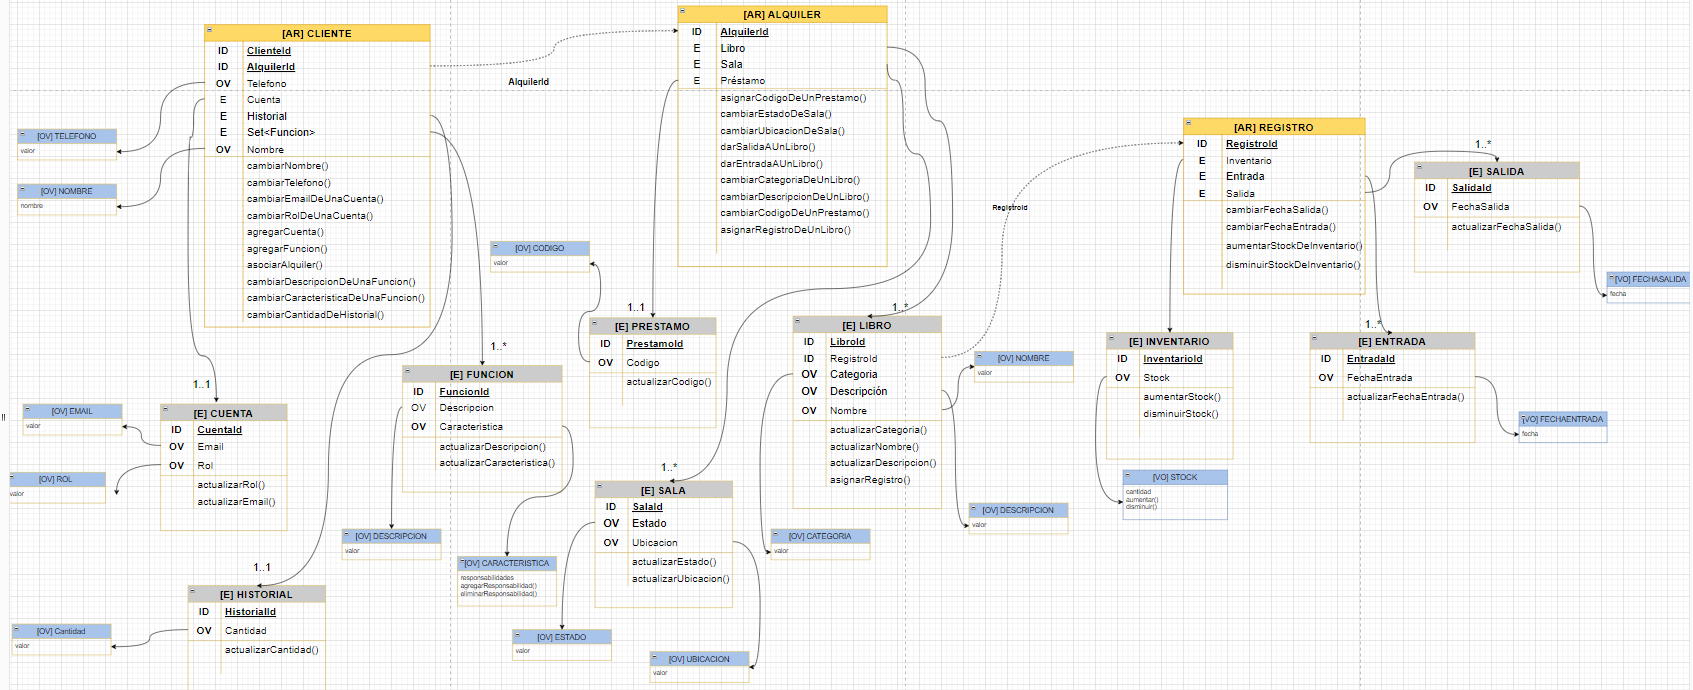 [AR] CLIENTE
ID ClienteId
ID AlquilerId
OV Telefono
E Cuenta
E Historial
E Set<Funcion>
OV Nombre
cambiarNombre()
cambiarTelefono()
cambiarEmailDeUnaCuenta()
cambiarRolDeUnaCuenta()
agregarCuenta()
agregarFuncion()
asociarAlquiler()
cambiarDescripcionDeUnaFuncion()
cambiarCaracteristicaDeUnaFuncion()
cambiarCantidadDeHistorial()
[OV] TELEFONO
valor
[OV] NOMBRE
nombre
AlquilerId
[AR] ALQUILER
ID AlquilerId
E Libro
E Sala
E Préstamo
asignarCodigoDeUnPrestamo()
cambiarEstadoDeSala()
cambiarUbicacionDeSala()
darSalidaAUnLibro()
darEntradaAUnLibro()
cambiarCategoriaDeUnLibro()
cambiarDescripcionDeUnLibro()
cambiarCodigoDeUnPrestamo()
asignarRegistroDeUnLibro()
RegistroId
[AR] REGISTRO
ID RegistroId
E Inventario
E Entrada
E Salida
cambiarFechaSalida()
cambiarFechaEntrada()
aumentarStockDeInventario()
disminuirStockDeInventario()
1..*
[E] SALIDA
ID SalidaId
OV FechaSalida
actualizarFechaSalida()
[VO] FECHASALIDA
fecha
[OV] CODIGO
valor
1..1
[E] PRESTAMO
ID PrestamoId
OV Codigo
actualizarCodigo()
1..*
[E] LIBRO
ID LibroId
ID RegistroId
OV Categoria
OV Descripción
OV Nombre
actualizarCategoria()
actualizarNombre()
actualizarDescripcion()
asignarRegistro()
[OV] NOMBRE
valor
[E] INVENTARIO
ID InventarioId
OV Stock
aumentarStock()
disminuirStock()
1..*
[E] ENTRADA
ID EntradaId
OV FechaEntrada
actualizarFechaEntrada()
[VO] FECHAENTRADA
fecha
[VO] STOCK
cantidad
aumentar()
disminuir()
1..*
[E] FUNCION
ID FuncionId
OV Descripcion
OV Caracteristica
actualizarDescripcion()
actualizarCaracteristica()
1..1
[E] CUENTA
ID CuentaId
OV Email
OV Rol
actualizarRol()
actualizarEmail()
[OV] EMAIL
valor
[OV] ROL
valor
1..*
[E] SALA
ID SalaId
OV Estado
OV Ubicacion
actualizarEstado()
actualizarUbicacion()
[OV] DESCRIPCION
valor
[OV] CATEGORIA
valor
[OV] DESCRIPCION
valor
[OV] CARACTERISTICA
responsabilidades
agregarResponsabilidad()
eliminarResponsabilidad()
1..1
[E] HISTORIAL
ID HistorialId
OV Cantidad
actualizarCantidad()
[OV] Cantidad
valor
[OV] ESTADO
valor
[OV] UBICACION
valor